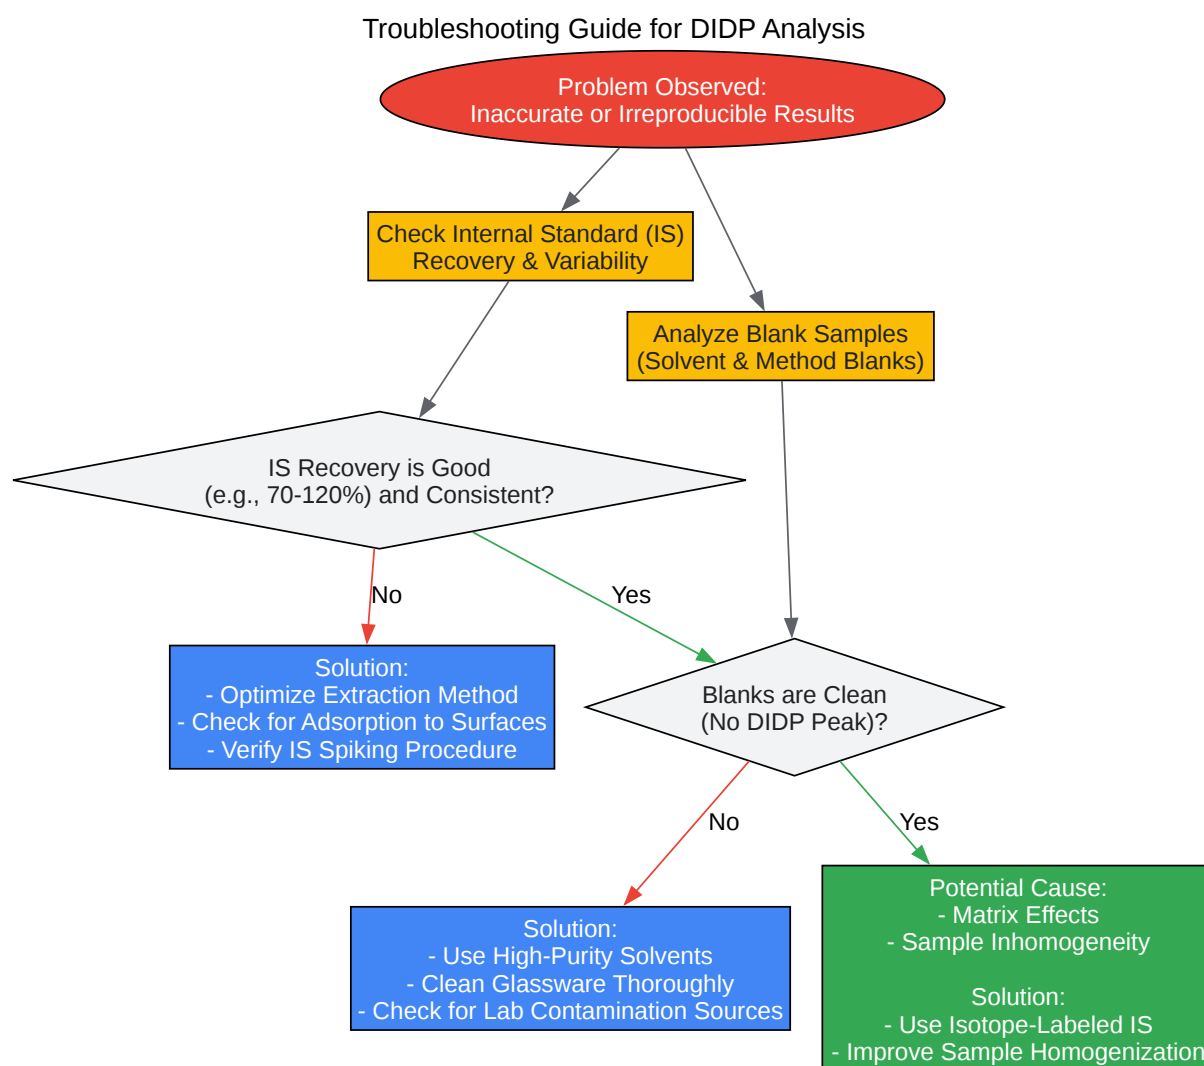 Troubleshooting Guide for DIDP Analysis
Problem Observed:
Inaccurate or Irreproducible Results
Check Internal Standard (IS)
Recovery & Variability
Analyze Blank Samples
(Solvent & Method Blanks)
IS Recovery is Good
(e.g., 70-120%) and Consistent?
No
Yes
Solution:
- Optimize Extraction Method
- Check for Adsorption to Surfaces
- Verify IS Spiking Procedure
Blanks are Clean
(No DIDP Peak)?
No
Yes
Solution:
- Use High-Purity Solvents
- Clean Glassware Thoroughly
- Check for Lab Contamination Sources
Potential Cause:
- Matrix Effects
- Sample Inhomogeneity
Solution:
- Use Isotope-Labeled IS
- Improve Sample Homogenization